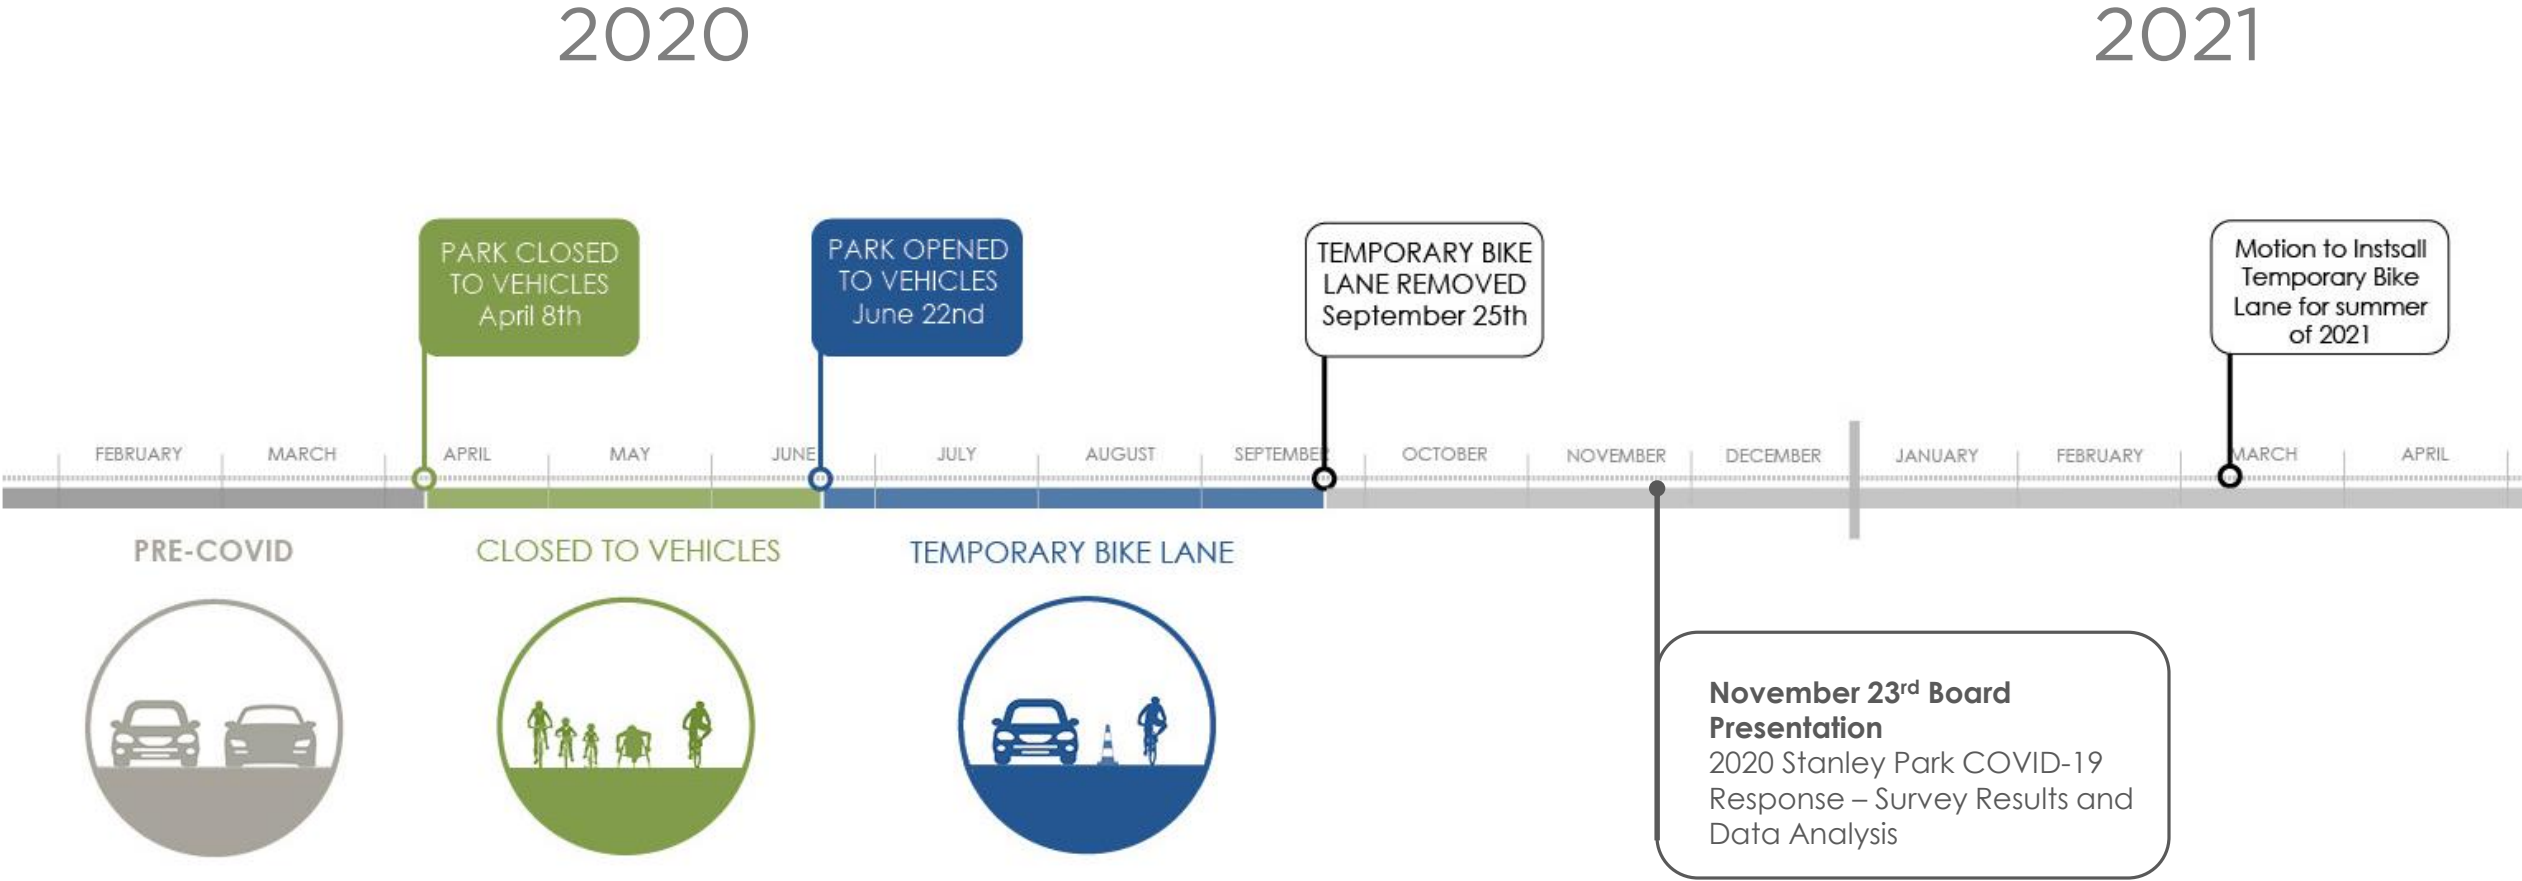 2020
2021
PARK CLOSED
TO VEHICLES
April 8th
PARK OPENED
TO VEHICLES
June 22nd
TEMPORARY BIKE
LANE REMOVED
September 25th
Motion to Instsall
Temporary Bike
Lane for summer
of 2021
FEBRUARY MARCH APRIL MAY JUNE JULY AUGUST SEPTEMBER OCTOBER NOVEMBER DECEMBER JANUARY FEBRUARY MARCH APRIL
PRE-COVID
CLOSED TO VEHICLES
TEMPORARY BIKE LANE
November 23rd Board
Presentation
2020 Stanley Park COVID-19
Response – Survey Results and
Data Analysis